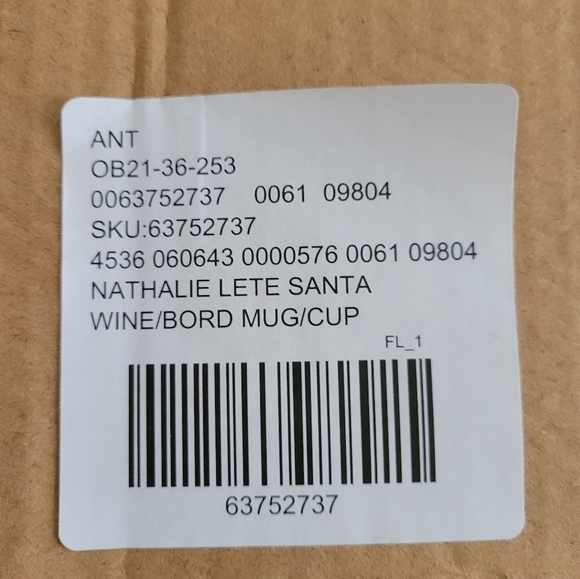 ANT
OB21-36-253
0063752737 0061 09804
SKU:63752737
4536 060643 0000576 0061 09804
NATHALIE LETE SANTA
WINE/BORD MUG/CUP
FL_1
63752737